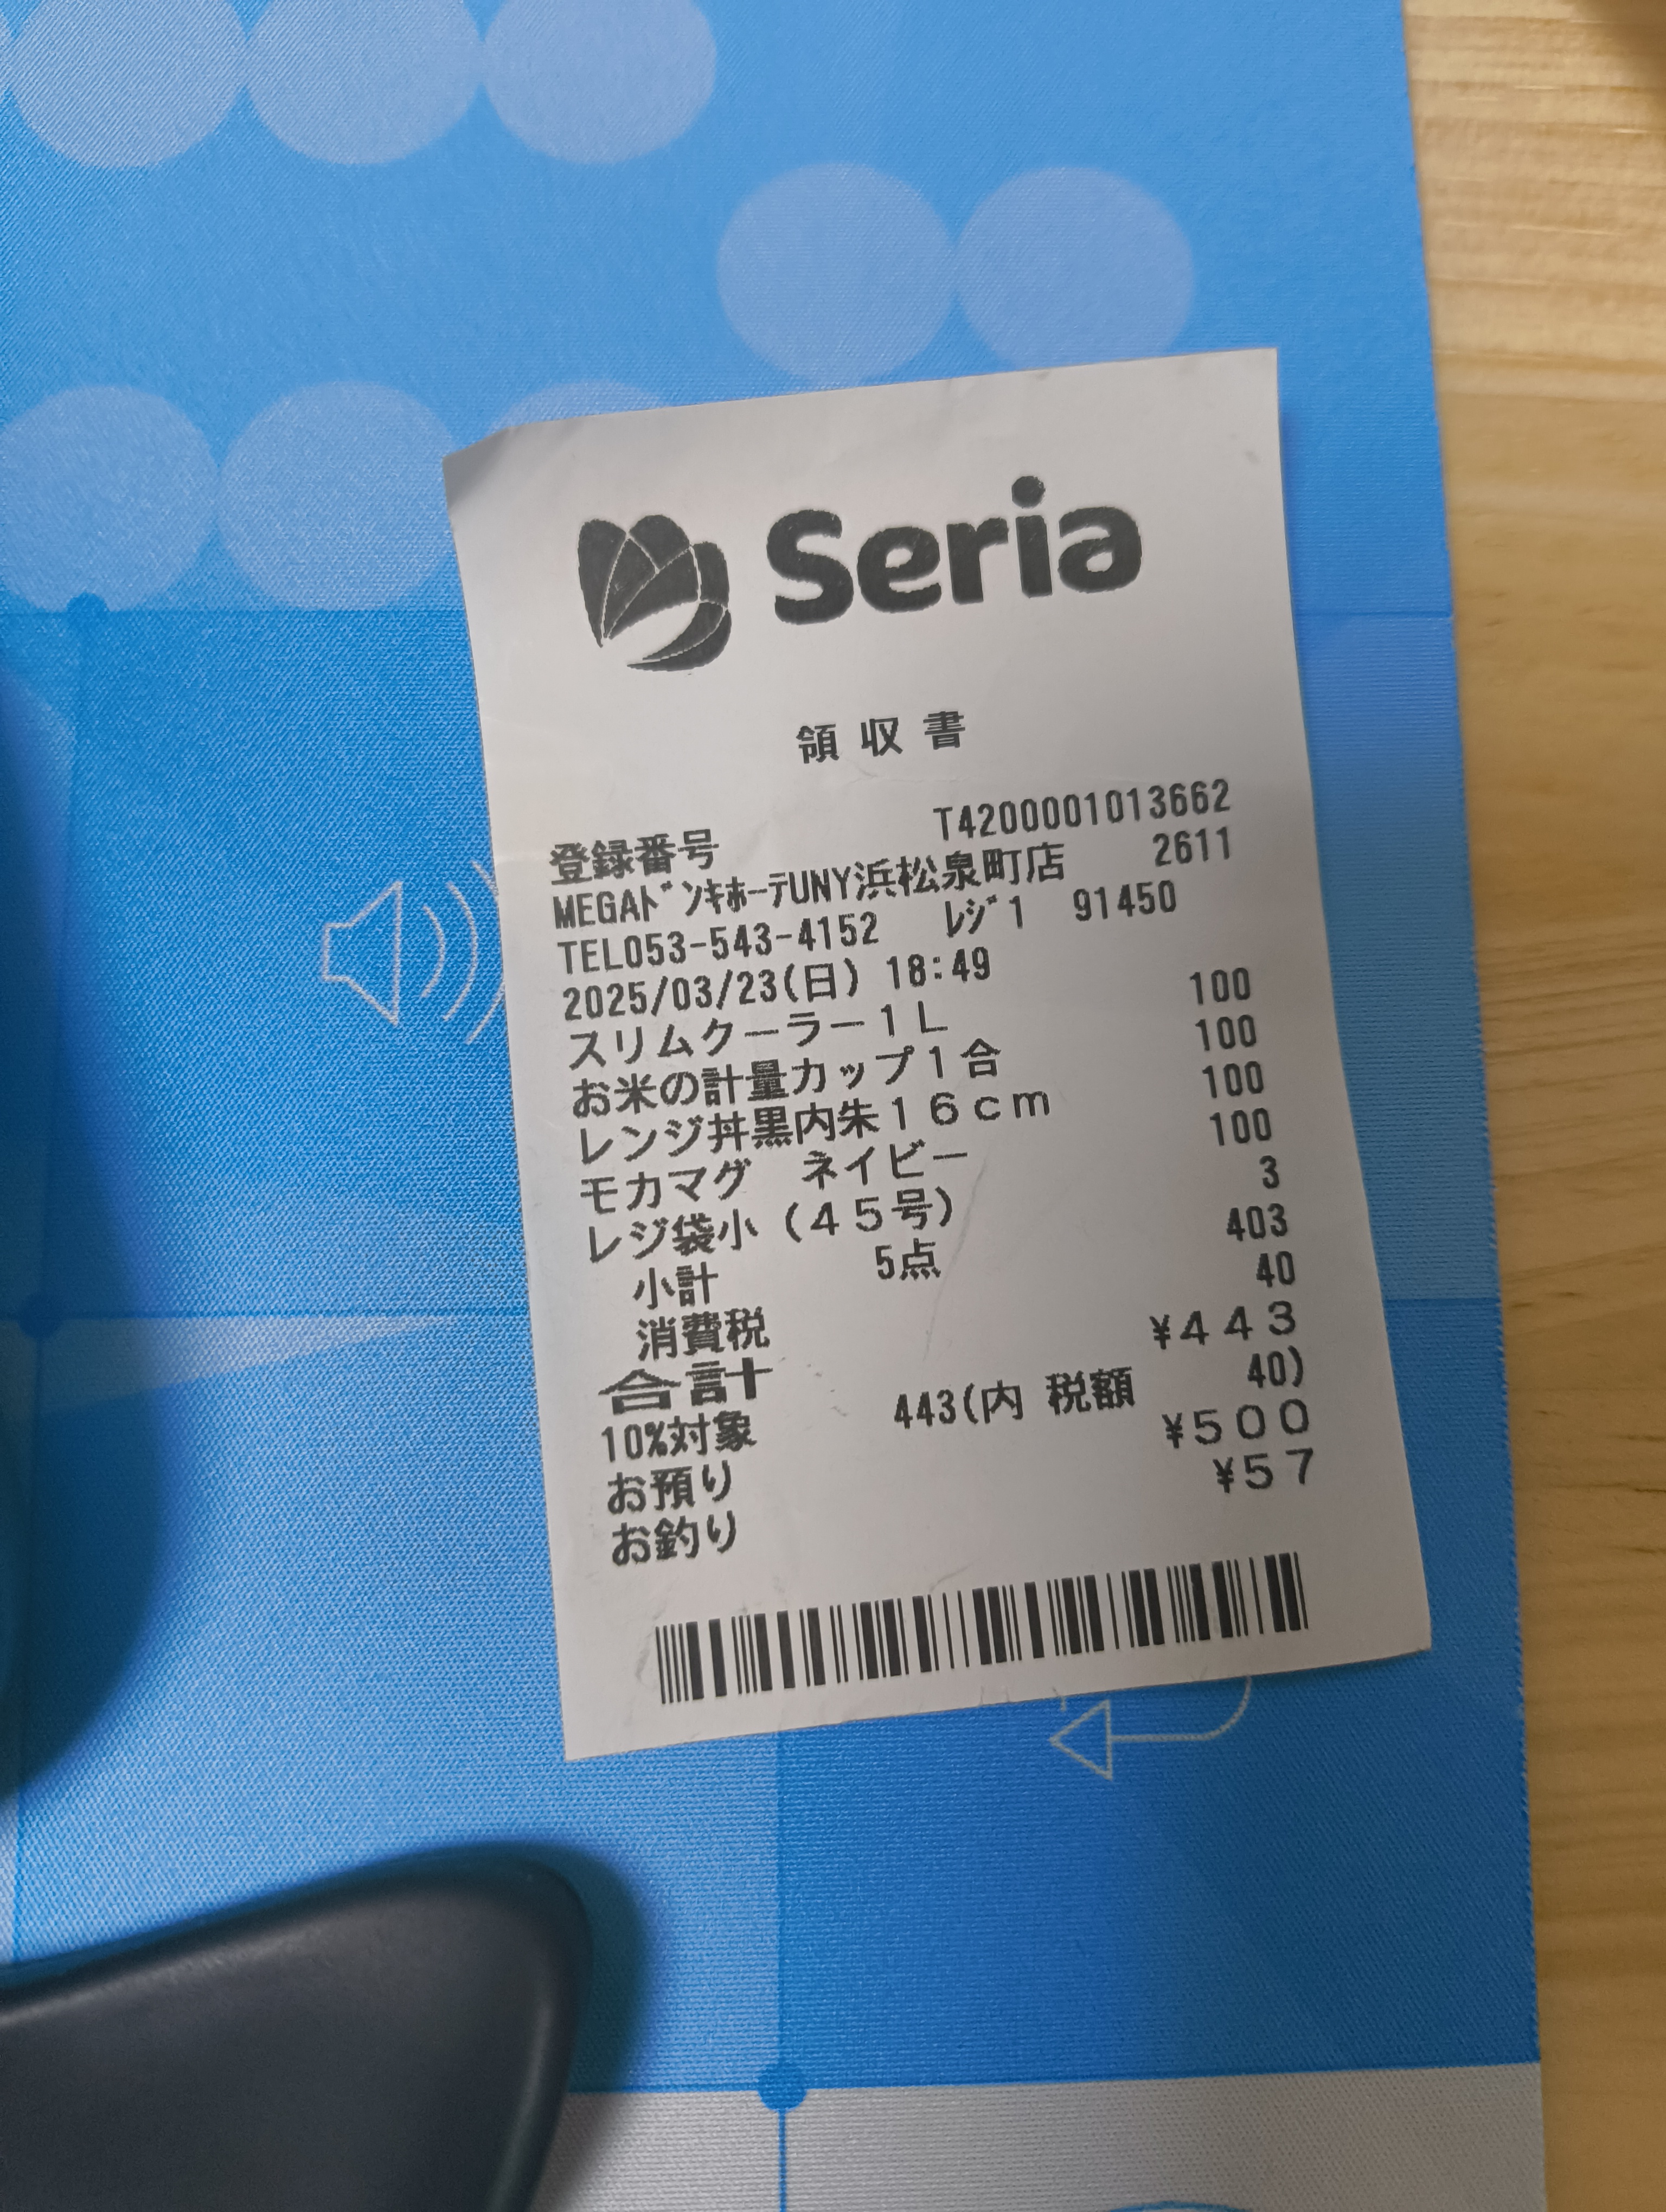 Seria
領収書
登録番号 T4200001013662
MEGAドンキホーテUNY浜松泉町店 2611
TEL053-543-4152 レジ1 91450
2025/03/23(日) 18:49
スリムクーラー1L 100
お米の計量カップ1合 100
レンジ丼黒内朱16cm 100
モカマグ ネイビー 100
レジ袋小(45号) 3
小計 5点 403
消費税 40
合計 ¥443
10%対象 443(内 税額 40)
お預り ¥500
お釣り ¥57